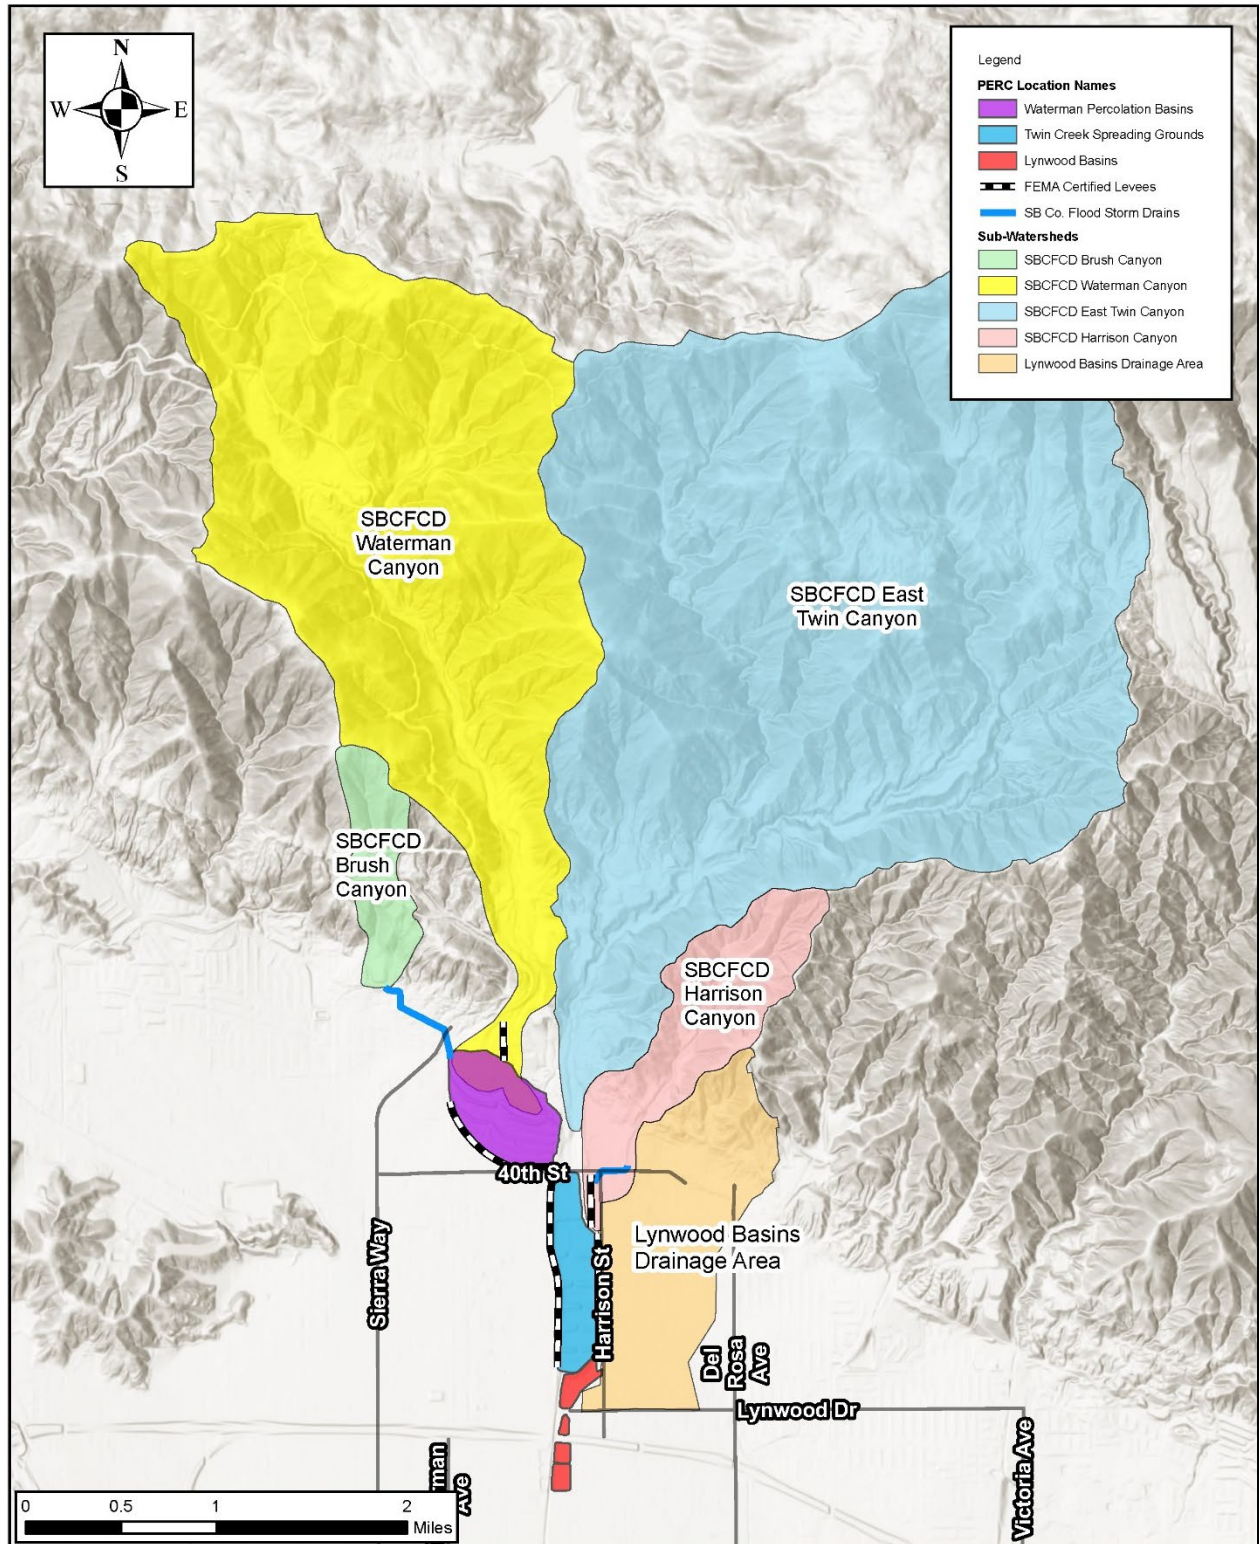 N
W E
S
Legend
PERC Location Names
Waterman Percolation Basins
Twin Creek Spreading Grounds
Lynwood Basins
FEMA Certified Levees
SB Co. Flood Storm Drains
Sub-Watersheds
SBCFCD Brush Canyon
SBCFCD Waterman Canyon
SBCFCD East Twin Canyon
SBCFCD Harrison Canyon
Lynwood Basins Drainage Area
SBCFCD
Waterman
Canyon
SBCFCD East
Twin Canyon
SBCFCD
Brush
Canyon
SBCFCD
Harrison
Canyon
40th St
Lynwood Basins
Drainage Area
Sierra Way
Harrison St
Del
Rosa
Ave
Lynwood Dr
rman
Ave
Victoria Ave
0 0.5 1 2
Miles